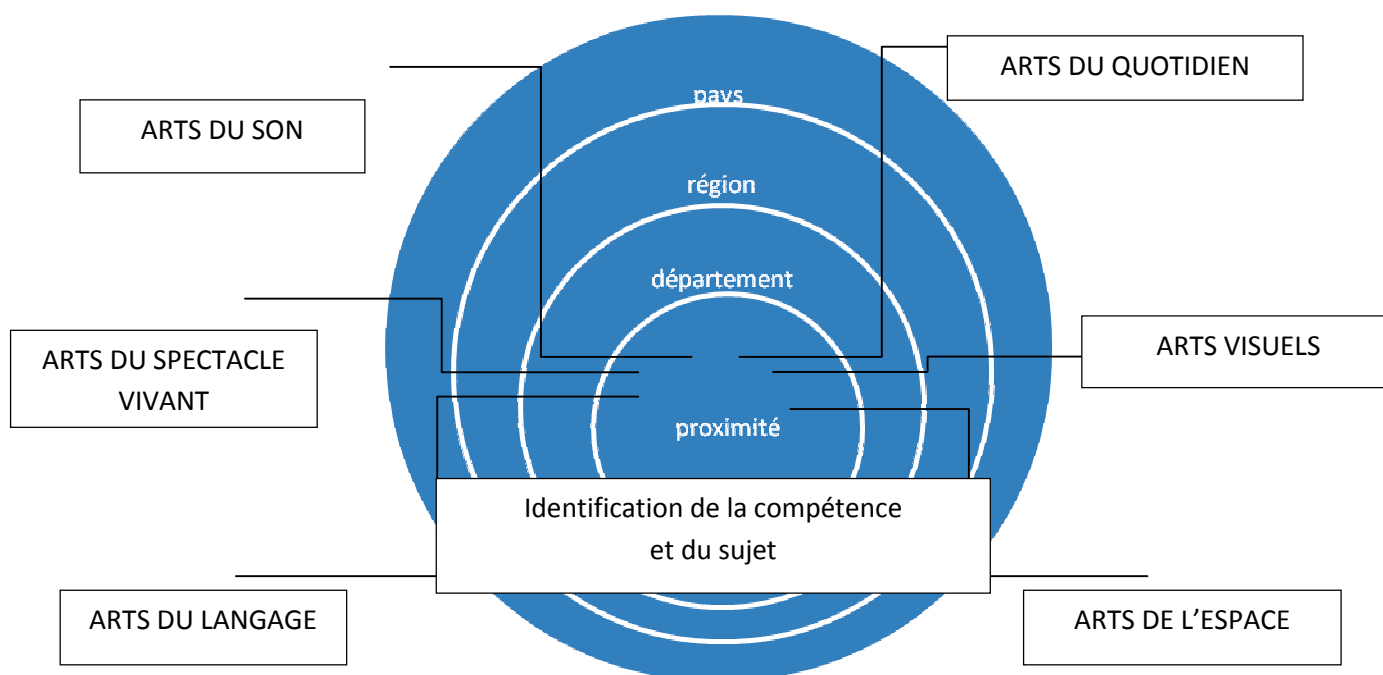 ARTS DU QUOTIDIEN
pays
ARTS DU SON
région
département
ARTS DU SPECTACLE
VIVANT
ARTS VISUELS
proximité
Identification de la compétence
et du sujet
ARTS DU LANGAGE
ARTS DE L’ESPACE